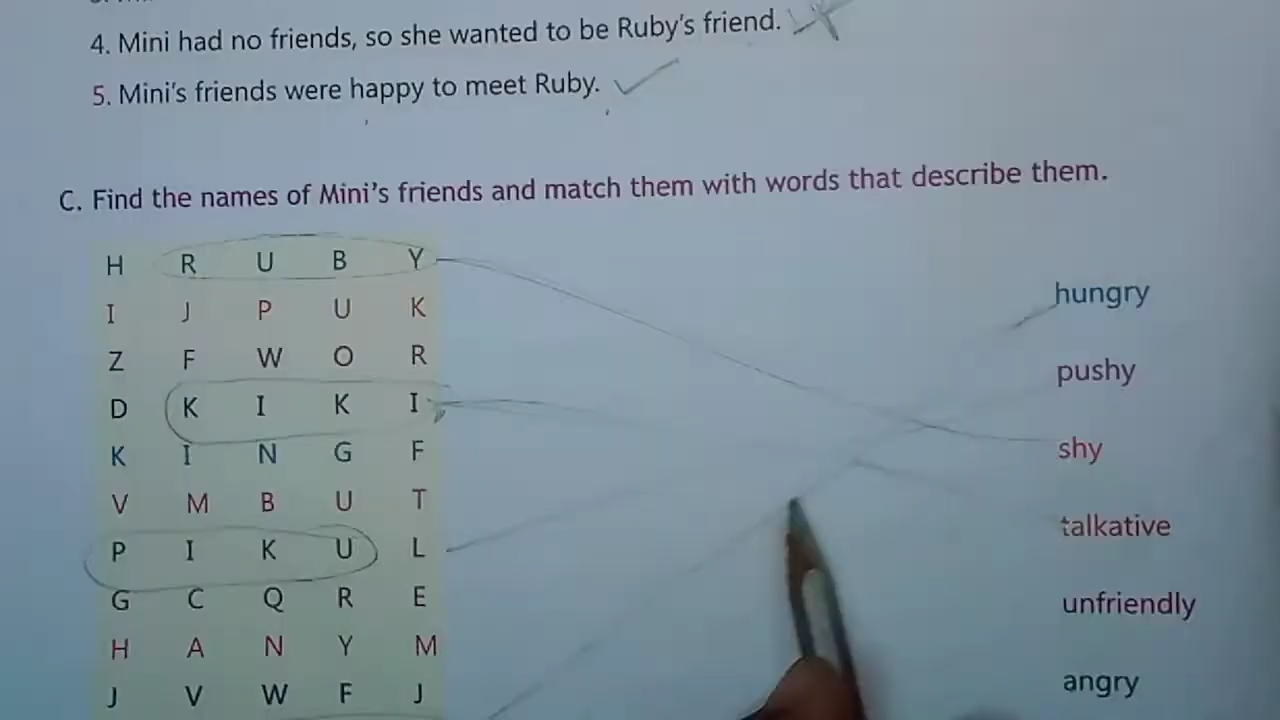 4. Mini had no friends, so she wanted to be Ruby's friend.
5. Mini's friends were happy to meet Ruby.
C. Find the names of Mini's friends and match them with words that describe them.
H R U B Y
I J P U K
Z F W O R
D K I K I
K I N G F
V M B U T
P I K U L
G C Q R E
H A N Y M
J V W F J
hungry
pushy
shy
talkative
unfriendly
angry